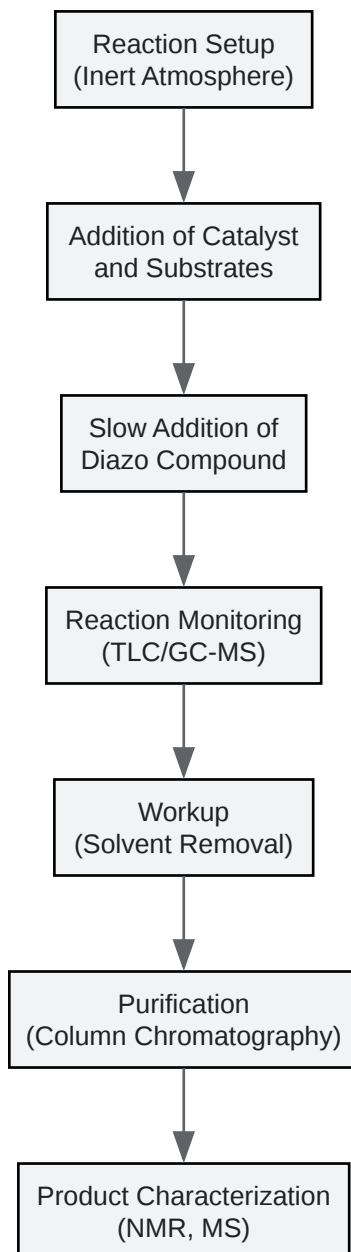 Reaction Setup
(Inert Atmosphere)
Addition of Catalyst
and Substrates
Slow Addition of
Diazo Compound
Reaction Monitoring
(TLC/GC-MS)
Workup
(Solvent Removal)
Purification
(Column Chromatography)
Product Characterization
(NMR, MS)